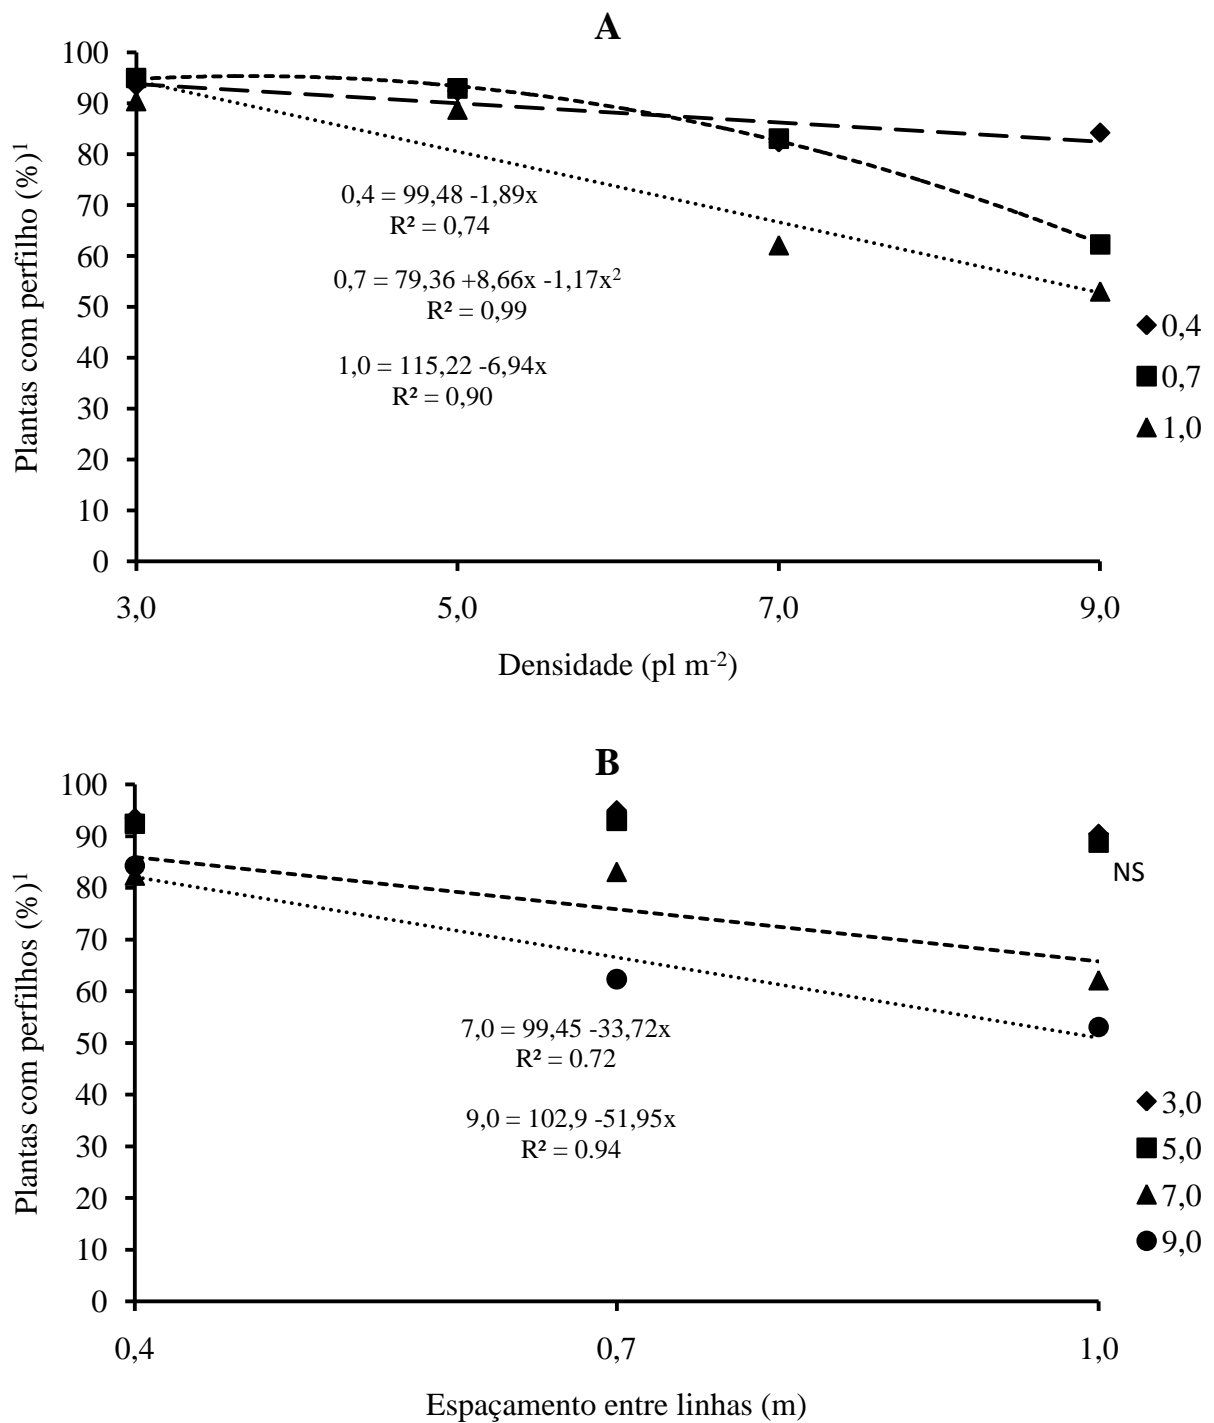 A
100
90
80
70
60
50
40
30
20
10
0
Plantas com perfilho (%)¹
0,4 = 99,48 -1,89x
R² = 0,74
0,7 = 79,36 +8,66x -1,17x²
R² = 0,99
1,0 = 115,22 -6,94x
R² = 0,90
0,4
0,7
1,0
3,0 5,0 7,0 9,0
Densidade (pl m⁻²)
B
100
90
80
70
60
50
40
30
20
10
0
Plantas com perfilhos (%)¹
NS
7,0 = 99,45 -33,72x
R² = 0.72
9,0 = 102,9 -51,95x
R² = 0.94
3,0
5,0
7,0
9,0
0,4 0,7 1,0
Espaçamento entre linhas (m)